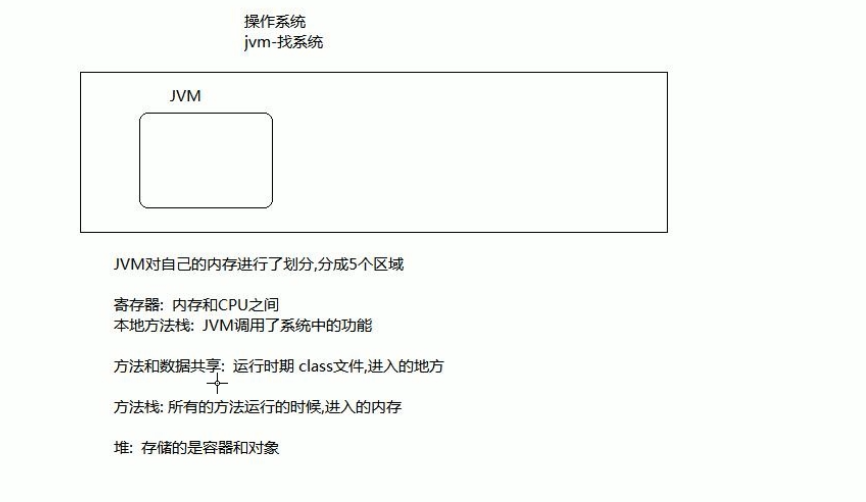 操作系统
jvm-找系统
JVM
JVM对自己的内存进行了划分,分成5个区域
寄存器: 内存和CPU之间
本地方法栈: JVM调用了系统中的功能
方法和数据共享: 运行时期 class文件,进入的地方
方法栈: 所有的方法运行的时候,进入的内存
堆: 存储的是容器和对象